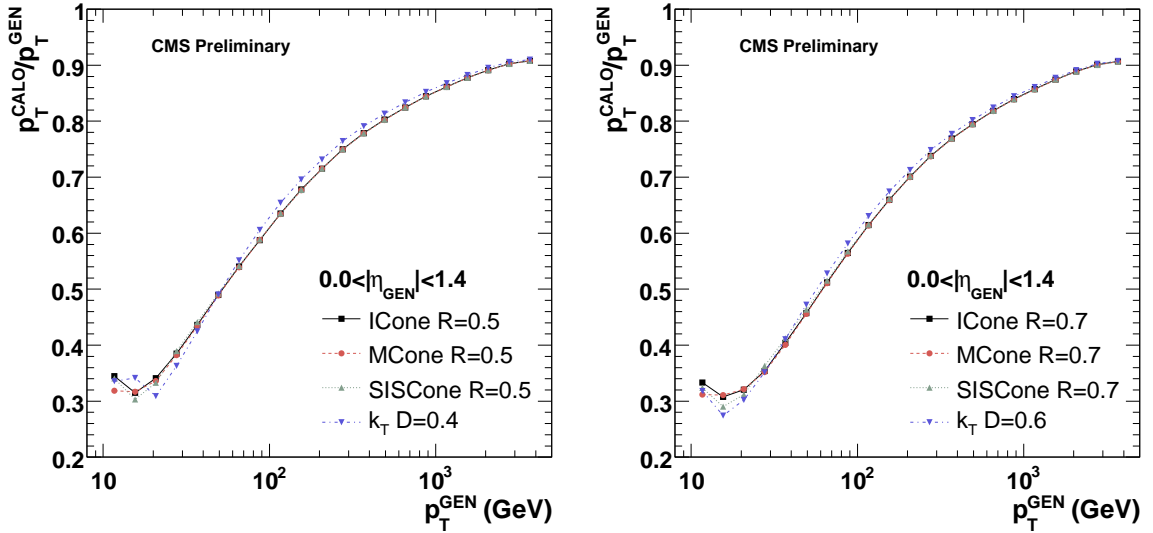 p_T^CALO/p_T^GEN
1
0.9
0.8
0.7
0.6
0.5
0.4
0.3
0.2
CMS Preliminary
0.0<|η_GEN|<1.4
ICone R=0.5
MCone R=0.5
SISCone R=0.5
k_T D=0.4
10 10^2 10^3
p_T^GEN (GeV)
p_T^CALO/p_T^GEN
1
0.9
0.8
0.7
0.6
0.5
0.4
0.3
0.2
CMS Preliminary
0.0<|η_GEN|<1.4
ICone R=0.7
MCone R=0.7
SISCone R=0.7
k_T D=0.6
10 10^2 10^3
p_T^GEN (GeV)